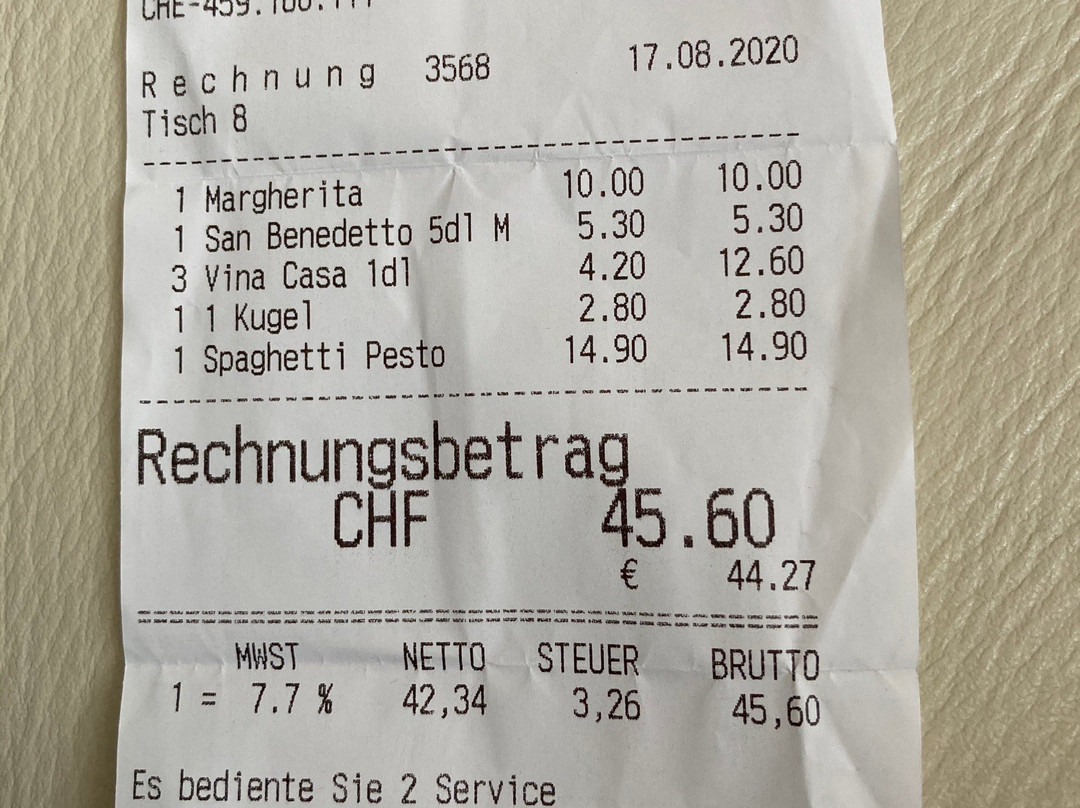 Rechnung 3568 17.08.2020
Tisch 8
1 Margherita 10.00 10.00
1 San Benedetto 5dl M 5.30 5.30
3 Vina Casa 1dl 4.20 12.60
1 1 Kugel 2.80 2.80
1 Spaghetti Pesto 14.90 14.90
Rechnungsbetrag
CHF 45.60
€ 44.27
MWST NETTO STEUER BRUTTO
1 = 7.7 % 42,34 3,26 45,60
Es bediente Sie 2 Service